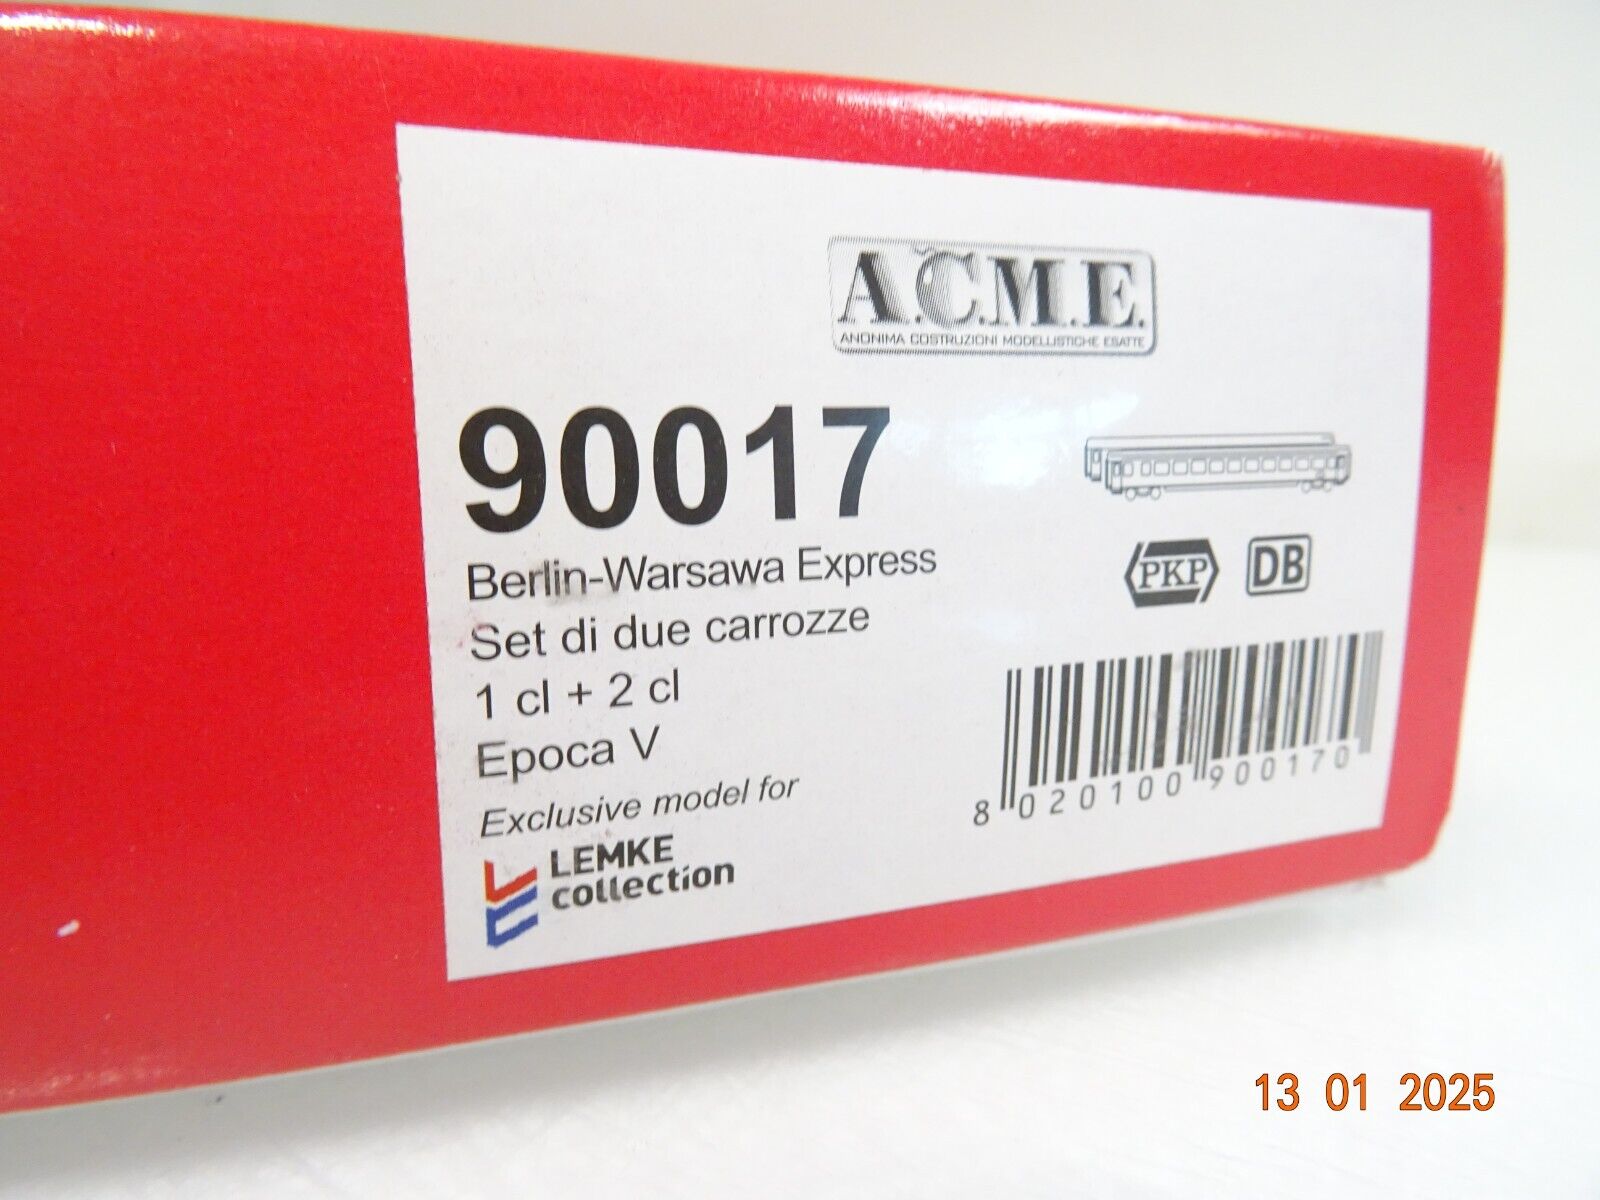 A.C.M.E.
ANONIMA COSTRUZIONI MODELLISTICHE ESATTE
90017
Berlin-Warsawa Express
Set di due carrozze
1 cl + 2 cl
Epoca V
Exclusive model for
LEMKE
collection
PKP DB
8 020100 900170
13 01 2025